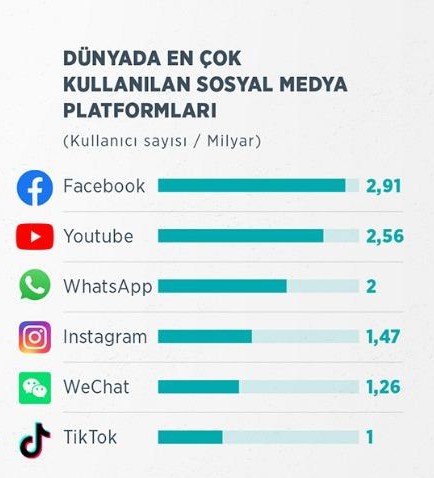 DÜNYADA EN ÇOK
KULLANILAN SOSYAL MEDYA
PLATFORMLARI
(Kullanıcı sayısı / Milyar)
Facebook 2,91
Youtube 2,56
WhatsApp 2
Instagram 1,47
WeChat 1,26
TikTok 1